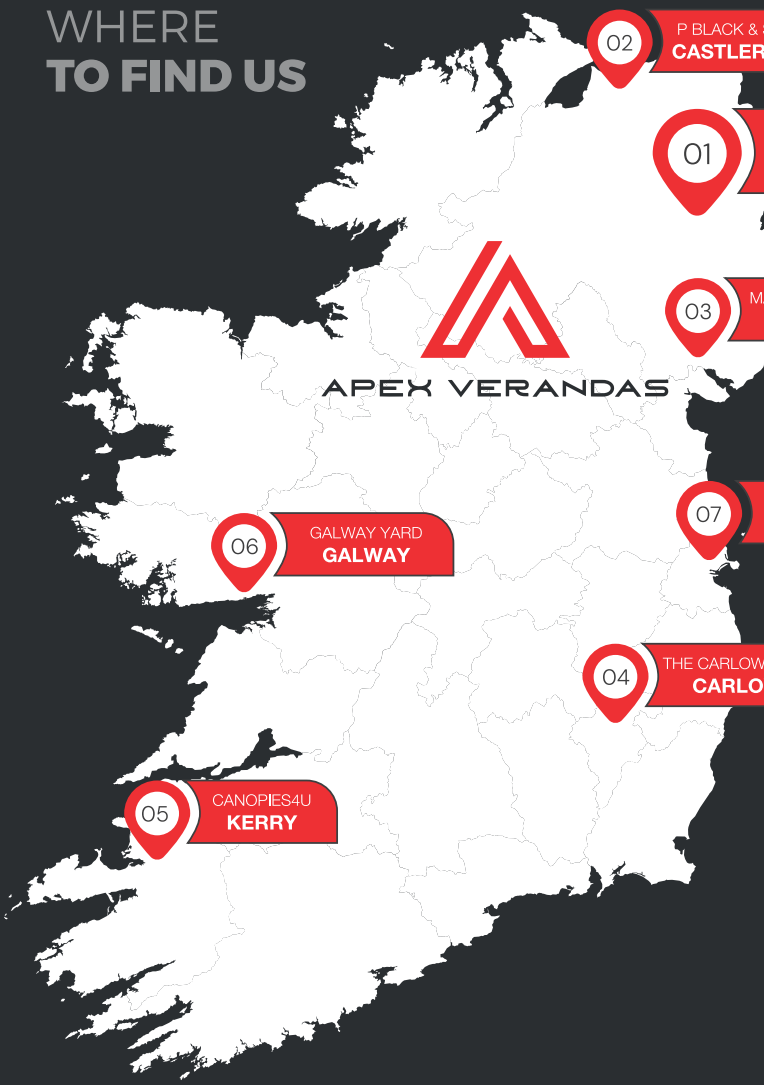 WHERE
TO FIND US
02
P BLACK &
CASTLER
01
APEX VERANDAS
03
07
06
GALWAY YARD
GALWAY
04
THE CARLOW
CARLO
05
CANOPIES4U
KERRY